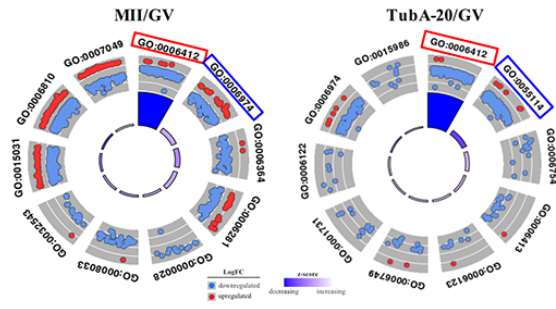 MII/GV
GO:0006412
GO:0006974
GO:0006364
GO:0006281
GO:0000028
GO:0008033
GO:0032543
GO:0015031
GO:0006810
GO:0007049
TubA-20/GV
GO:0006412
GO:0055114
GO:0006754
GO:0006413
GO:0006123
GO:0006749
GO:0001731
GO:0006122
GO:0006974
GO:0015986
LogFC
downregulated
upregulated
z-score
decreasing increasing